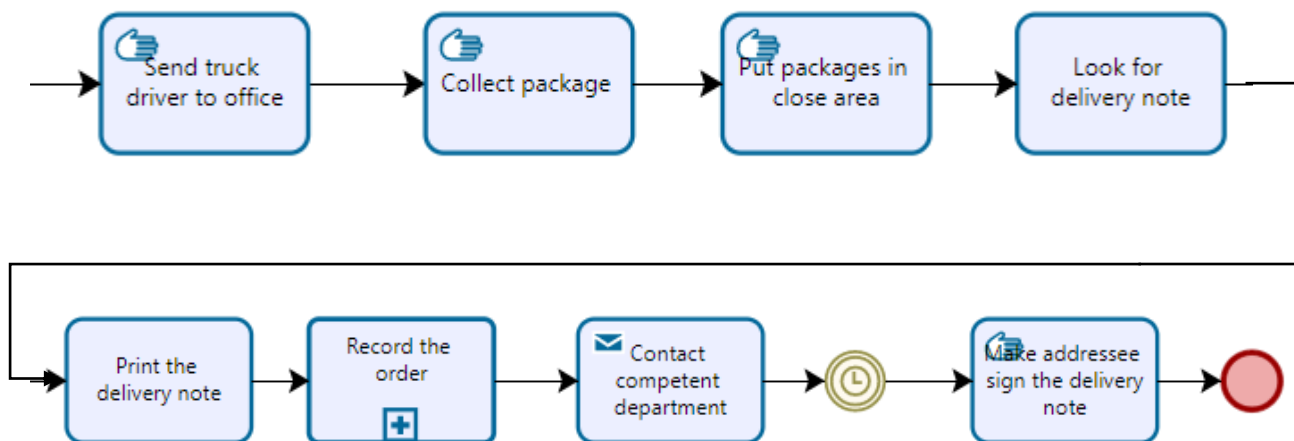 Send truck
driver to office
Collect package
Put packages in
close area
Look for
delivery note
Print the
delivery note
Record the
order
Contact
competent
department
Make addressee
sign the delivery
note